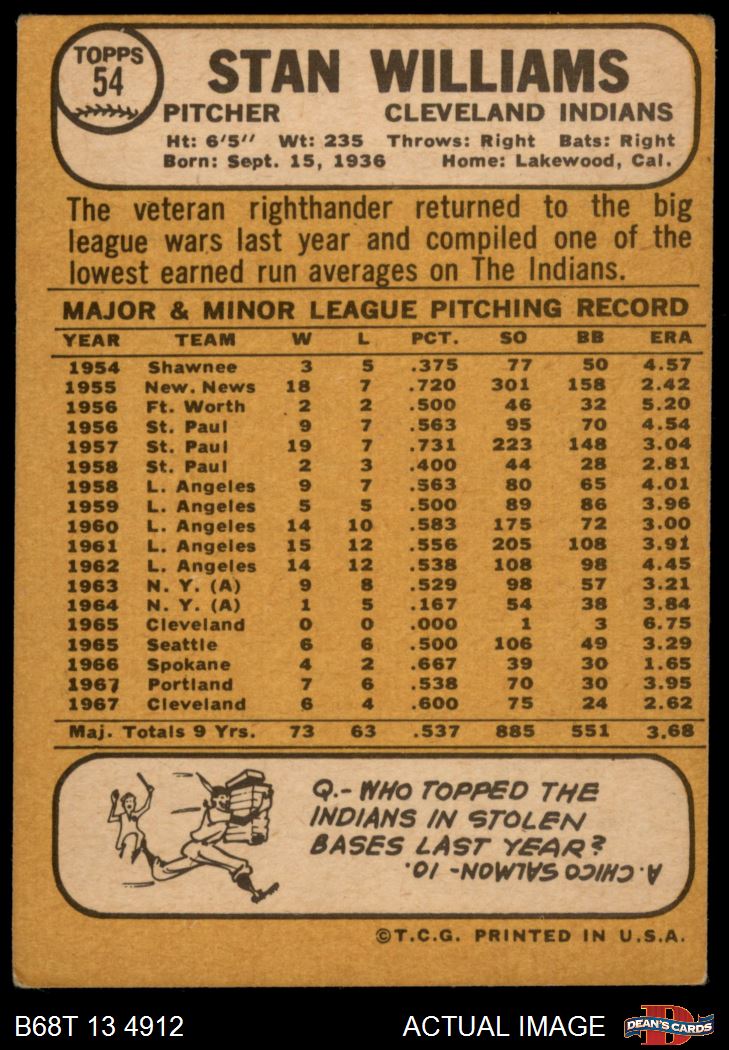 TOPPS
54
STAN WILLIAMS
PITCHER CLEVELAND INDIANS
Ht: 6'5'' Wt: 235 Throws: Right Bats: Right
Born: Sept. 15, 1936 Home: Lakewood, Cal.
The veteran righthander returned to the big
league wars last year and compiled one of the
lowest earned run averages on The Indians.
MAJOR & MINOR LEAGUE PITCHING RECORD
YEAR TEAM W L PCT. SO BB ERA
1954 Shawnee 3 5 .375 77 50 4.57
1955 New. News 18 7 .720 301 158 2.42
1956 Ft. Worth 2 2 .500 46 32 5.20
1956 St. Paul 9 7 .563 95 70 4.54
1957 St. Paul 19 7 .731 223 148 3.04
1958 St. Paul 2 3 .400 44 28 2.81
1958 L. Angeles 9 7 .563 80 65 4.01
1959 L. Angeles 5 5 .500 89 86 3.96
1960 L. Angeles 14 10 .583 175 72 3.00
1961 L. Angeles 15 12 .556 205 108 3.91
1962 L. Angeles 14 12 .538 108 98 4.45
1963 N. Y. (A) 9 8 .529 98 57 3.21
1964 N. Y. (A) 1 5 .167 54 38 3.84
1965 Cleveland 0 0 .000 1 3 6.75
1965 Seattle 6 6 .500 106 49 3.29
1966 Spokane 4 2 .667 39 30 1.65
1967 Portland 7 6 .538 70 30 3.95
1967 Cleveland 6 4 .600 75 24 2.62
Maj. Totals 9 Yrs. 73 63 .537 885 551 3.68
Q.- WHO TOPPED THE
INDIANS IN STOLEN
BASES LAST YEAR?
A. CHICO SALMON- 10.
©T.C.G. PRINTED IN U.S.A.
B68T 13 4912 ACTUAL IMAGE DEAN'S CARDS